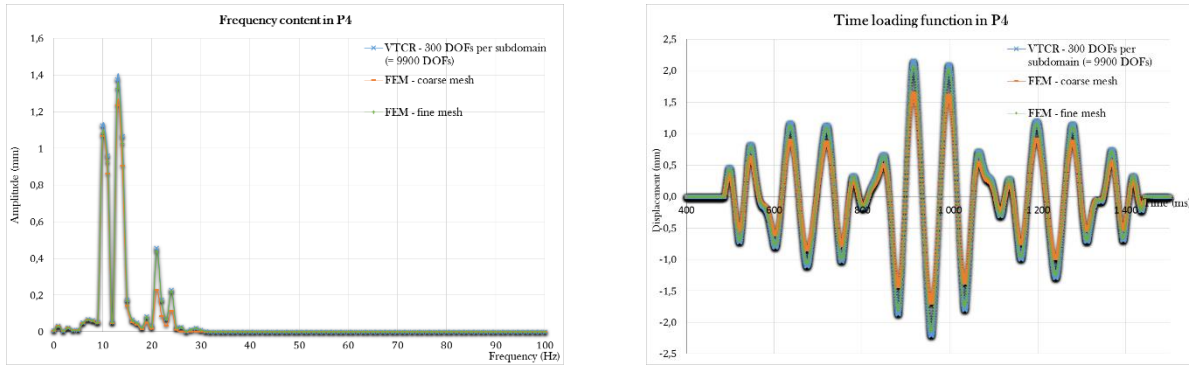 Frequency content in P4
1,6
1,4
1,2
1
0,8
0,6
0,4
0,2
0
Amplitude (mm)
0 10 20 30 40 50 60 70 80 90 100
Frequency (Hz)
VTCR - 300 DOFs per subdomain
(= 9900 DOFs)
FEM - coarse mesh
FEM - fine mesh
Time loading function in P4
2,5
2,0
1,5
1,0
0,5
0,0
-0,5
-1,0
-1,5
-2,0
-2,5
Displacement (mm)
400 600 800 1 000 1 200 1 400
Time (ms)
VTCR - 300 DOFs per
subdomain (= 9900 DOFs)
FEM - coarse mesh
FEM - fine mesh